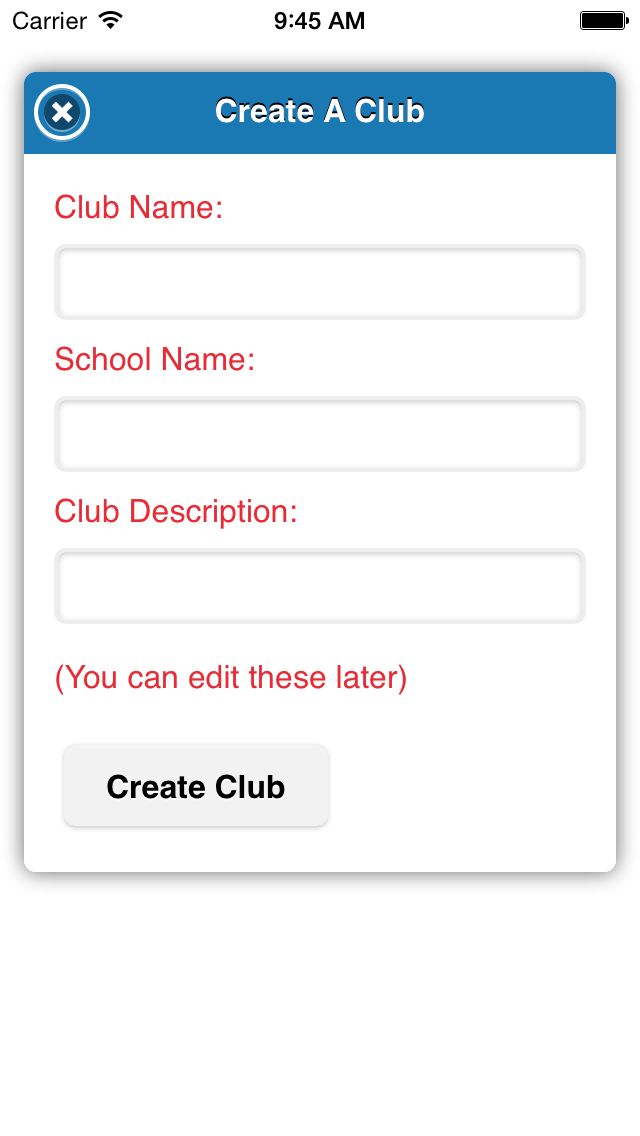 Carrier 9:45 AM
Create A Club
Club Name:
School Name:
Club Description:
(You can edit these later)
Create Club